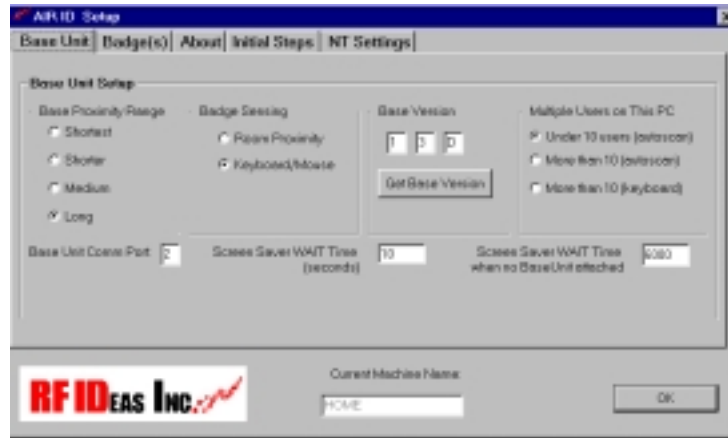 AIR ID Setup
Base Unit Badge(s) About Initial Steps NT Settings
Base Unit Setup
Base Proximity Range
Shortest
Shorter
Medium
Long
Badge Sensing
Room Proximity
Keyboard/Mouse
Base Version
1 3 D
Get Base Version
Multiple Users on This PC
Under 10 users (autoscan)
More than 10 (autoscan)
More than 10 (keyboard)
Base Unit Comm Port 2
Screen Saver WAIT Time
(seconds)
10
Screen Saver WAIT Time
when no Base Unit attached
RF IDEAS INC.
Current Machine Name:
HOME
OK